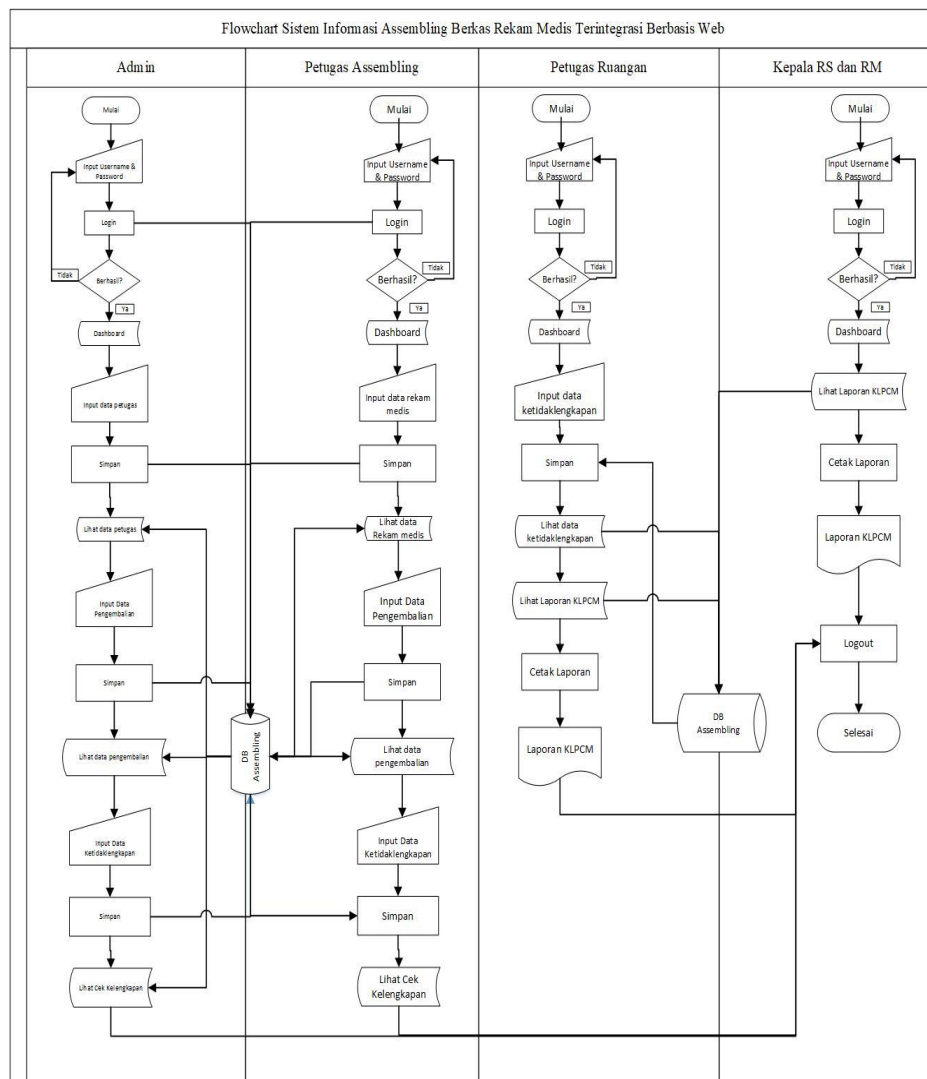 Flowchart Sistem Informasi Assembling Berkas Rekam Medis Terintegrasi Berbasis Web
Admin
Petugas Assembling
Petugas Ruangan
Kepala RS dan RM
Mulai
Input Username &
Password
Login
Berhasil?
Tidak
Ya
Dashboard
Input data petugas
Simpan
Lihat data petugas
Input Data
Pengembalian
Simpan
Lihat data pengembalian
Input Data
Ketidaklengkapan
Simpan
Lihat Cek Kelengkapan
DB
Assembling
Mulai
Input Username
& Password
Login
Berhasil?
Tidak
Ya
Dashboard
Input data rekam
medis
Simpan
Lihat data
Rekam medis
Input Data
Pengembalian
Simpan
Lihat data
pengembalian
Input Data
Ketidaklengkapan
Simpan
Lihat Cek
Kelengkapan
Mulai
Input Username
& Password
Login
Berhasil?
Tidak
Ya
Dashboard
Input data
ketidaklengkapan
Simpan
Lihat data
ketidaklengkapan
Lihat Laporan KLPCM
Cetak Laporan
Laporan KLPCM
DB
Assembling
Mulai
Input Username
& Password
Login
Berhasil?
Tidak
Ya
Dashboard
Lihat Laporan KLPCM
Cetak Laporan
Laporan KLPCM
Logout
Selesai